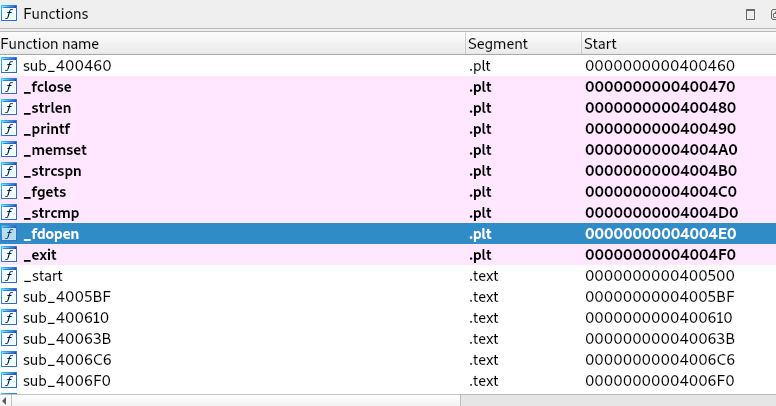 Functions
Function name Segment Start
sub_400460 .plt 0000000000400460
_fclose .plt 0000000000400470
_strlen .plt 0000000000400480
_printf .plt 0000000000400490
_memset .plt 00000000004004A0
_strcspn .plt 00000000004004B0
_fgets .plt 00000000004004C0
_strcmp .plt 00000000004004D0
_fdopen .plt 00000000004004E0
_exit .plt 00000000004004F0
_start .text 0000000000400500
sub_4005BF .text 00000000004005BF
sub_400610 .text 0000000000400610
sub_40063B .text 000000000040063B
sub_4006C6 .text 00000000004006C6
sub_4006F0 .text 00000000004006F0